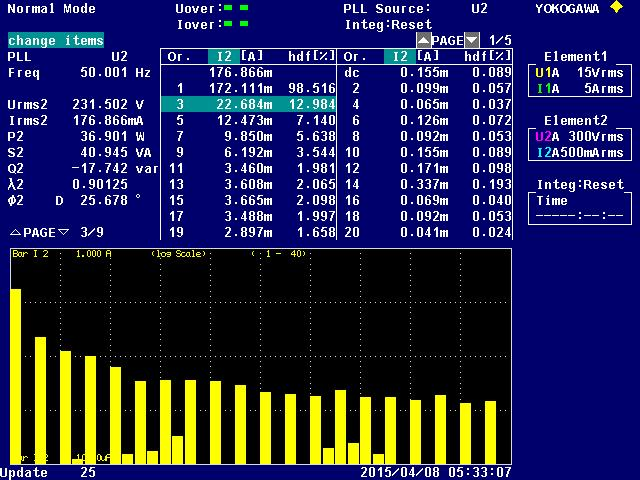 Normal Mode Uover: PLL Source: U2 YOKOGAWA
Iover: Integ:Reset
change items PAGE 1/5
PLL U2 Or. I2 [A] hdf[%] Or. I2 [A] hdf[%]
Freq 50.001 Hz 176.866m dc 0.155m 0.089
1 172.111m 98.516 2 0.099m 0.057
Urms2 231.502 V 3 22.684m 12.984 4 0.065m 0.037
Irms2 176.866mA 5 12.473m 7.140 6 0.126m 0.072
P2 36.901 W 7 9.850m 5.638 8 0.092m 0.053
S2 40.945 VA 9 6.192m 3.544 10 0.155m 0.089
Q2 -17.742 var 11 3.460m 1.981 12 0.171m 0.098
λ2 0.90125 13 3.608m 2.065 14 0.337m 0.193
Φ2 D 25.678 ° 15 3.665m 2.098 16 0.069m 0.040
17 3.488m 1.997 18 0.092m 0.053
△PAGE▽ 3/9 19 2.897m 1.658 20 0.041m 0.024
Element1
U1A 15Vrms
I1A 5Arms
Element2
U2A 300Vrms
I2A500mArms
Integ:Reset
Time
-----:--:--
Bar I 2 1.000 A (log Scale) ( 1 - 40)
Update 25 2015/04/08 05:33:07